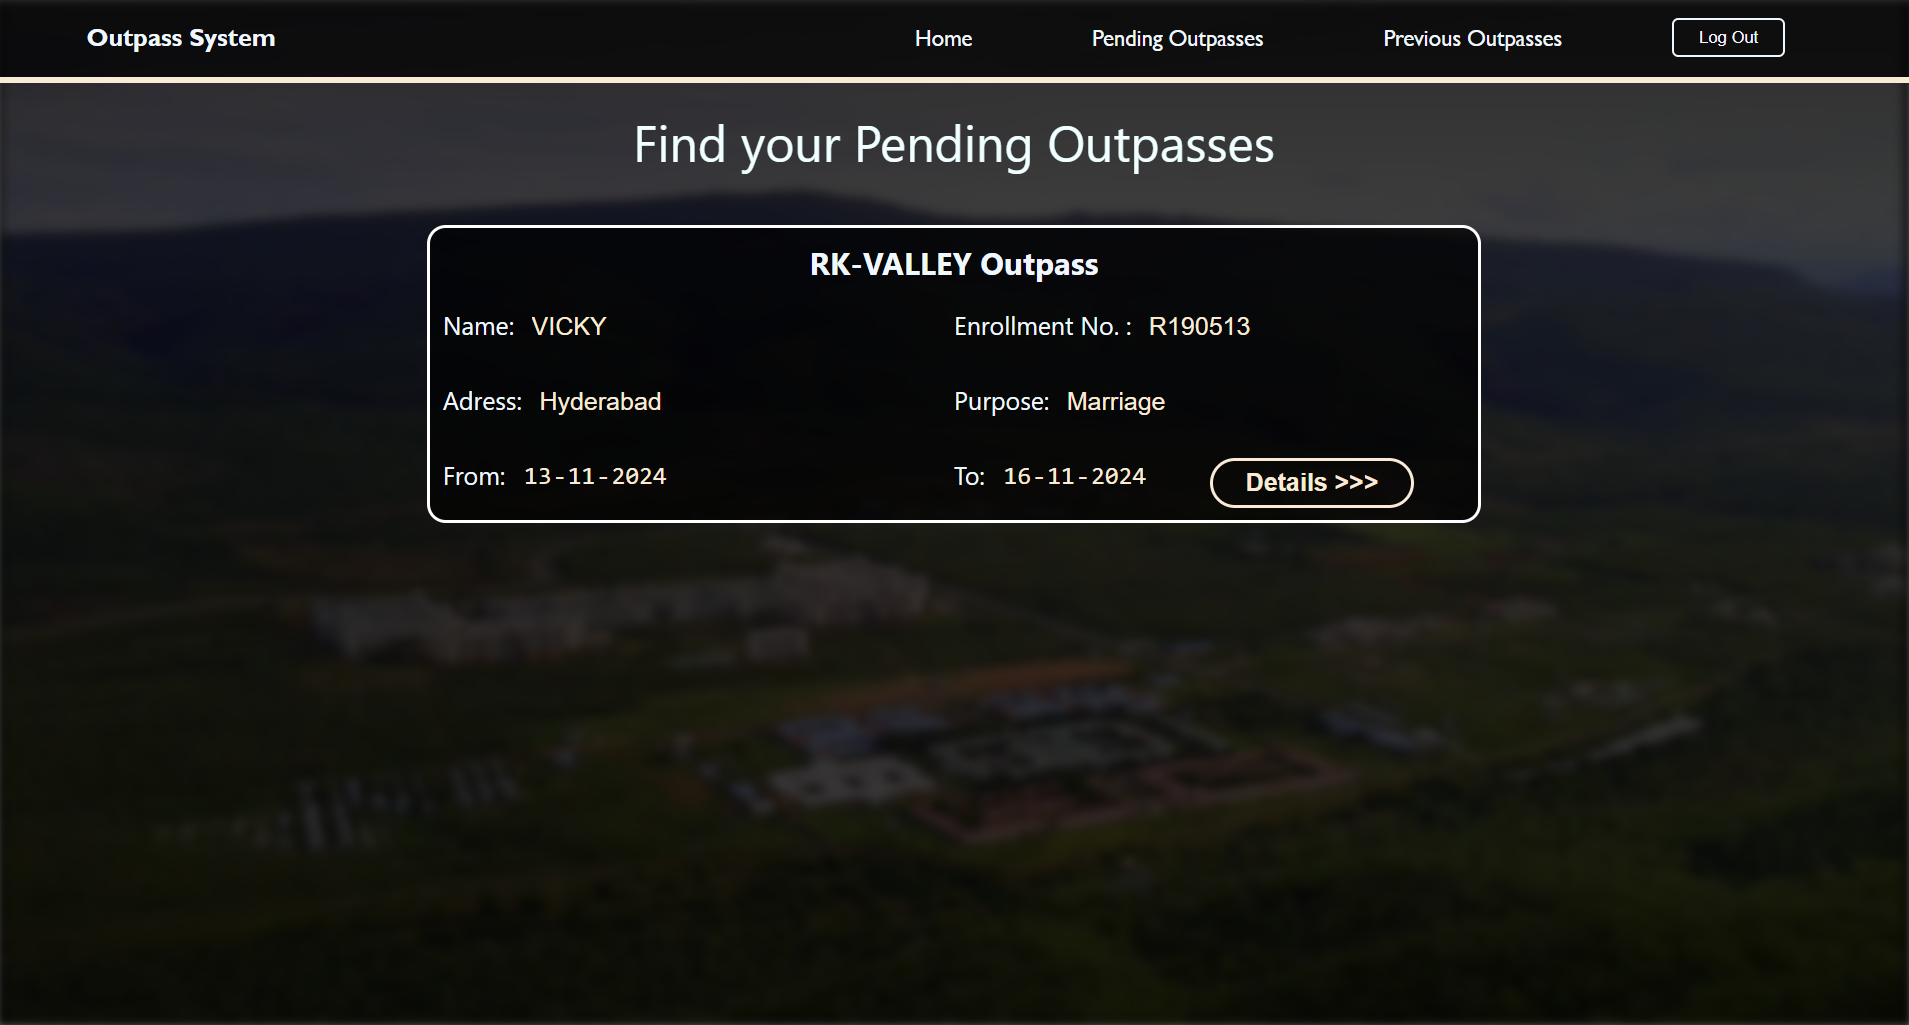 Outpass System Home Pending Outpasses Previous Outpasses Log Out
Find your Pending Outpasses
RK-VALLEY Outpass
Name: VICKY Enrollment No. : R190513
Adress: Hyderabad Purpose: Marriage
From: 13-11-2024 To: 16-11-2024 Details >>>